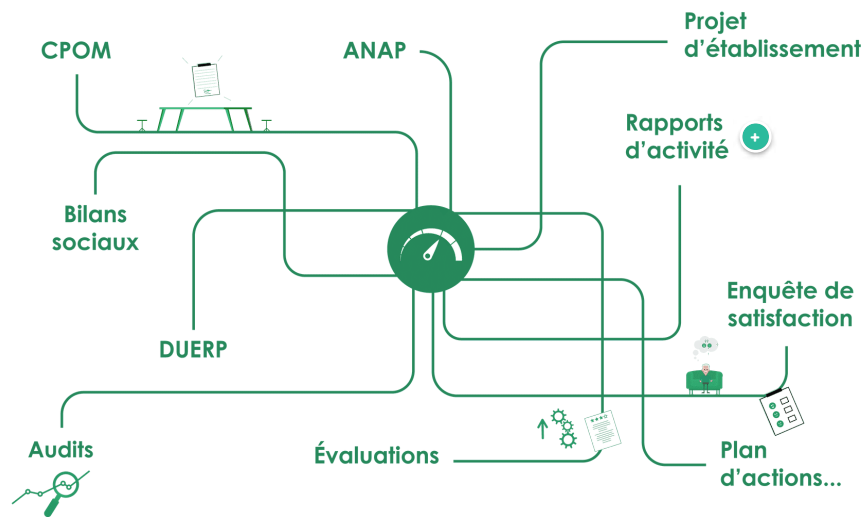 CPOM
ANAP
Projet
d'établissement
Rapports
d'activité
+
Bilans
sociaux
Enquête de
satisfaction
DUERP
Audits
Évaluations
Plan
d'actions...